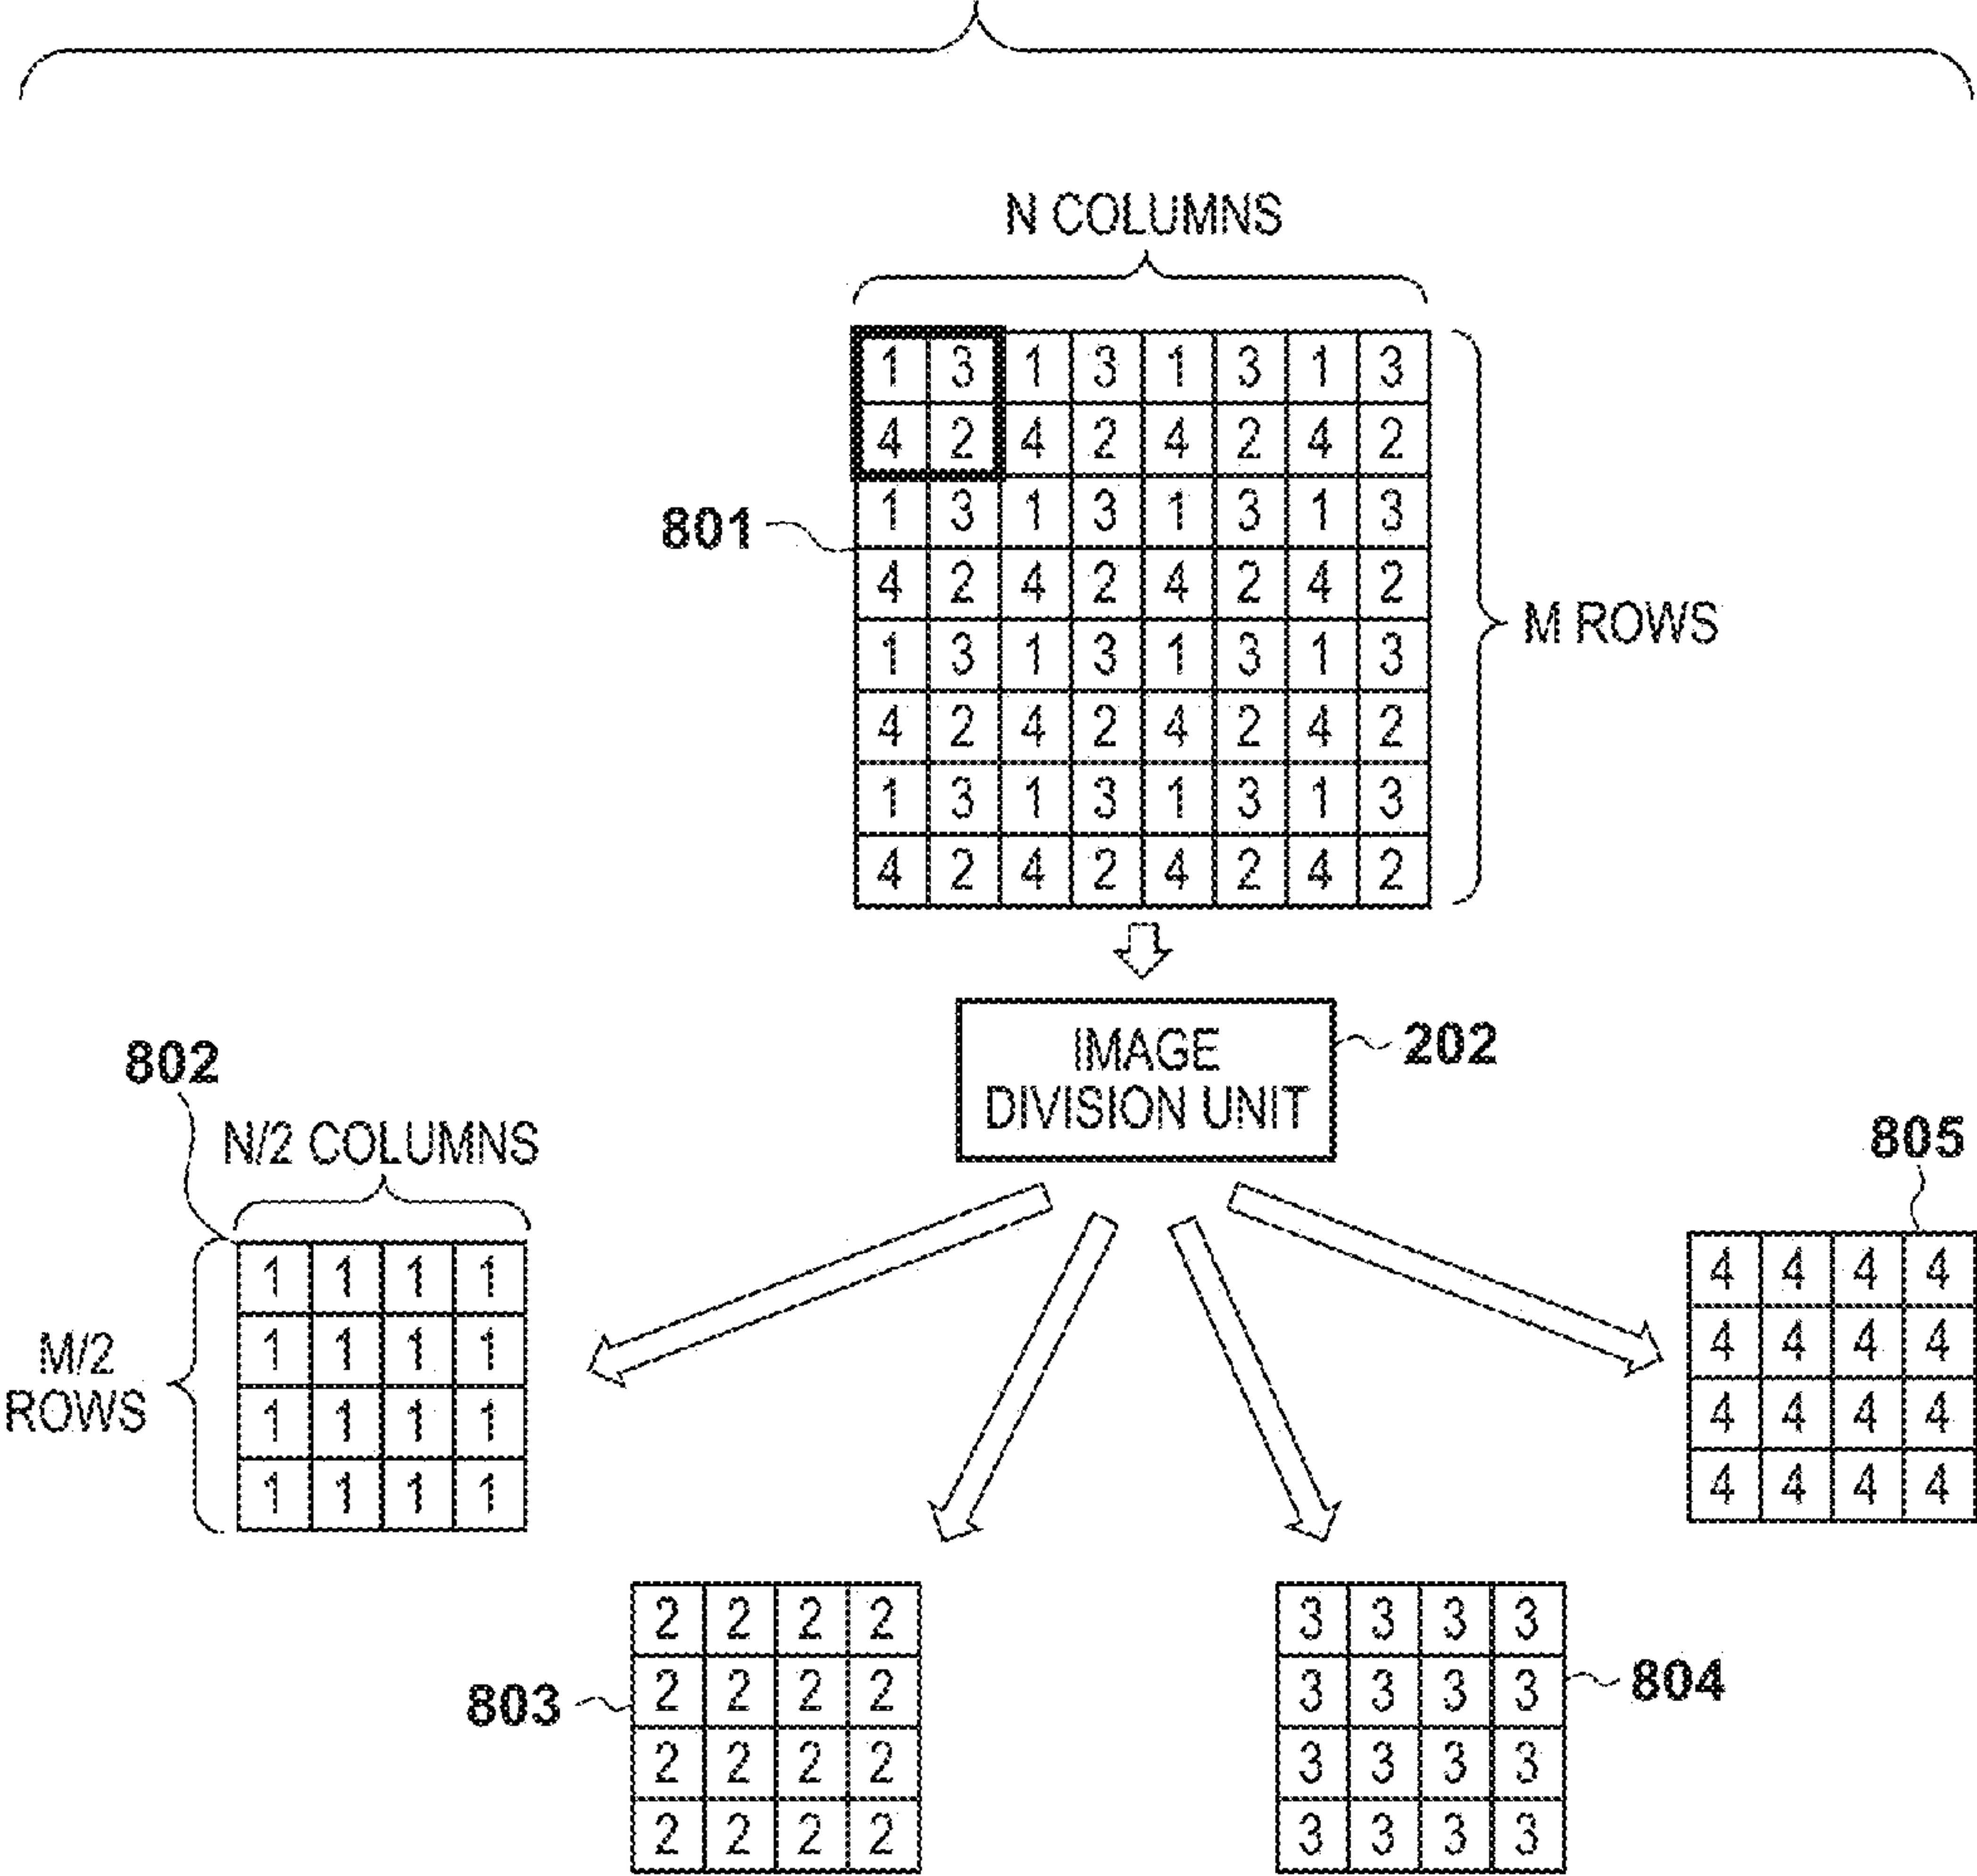 N COLUMNS
1 3 1 3 1 3 1 3
4 2 4 2 4 2 4 2
1 3 1 3 1 3 1 3
801
4 2 4 2 4 2 4 2
M ROWS
1 3 1 3 1 3 1 3
4 2 4 2 4 2 4 2
1 3 1 3 1 3 1 3
4 2 4 2 4 2 4 2
IMAGE
DIVISION UNIT
202
802
N/2 COLUMNS
M/2
ROWS
1 1 1 1
1 1 1 1
1 1 1 1
1 1 1 1
805
4 4 4 4
4 4 4 4
4 4 4 4
4 4 4 4
803
2 2 2 2
2 2 2 2
2 2 2 2
2 2 2 2
3 3 3 3
3 3 3 3
3 3 3 3
3 3 3 3
804